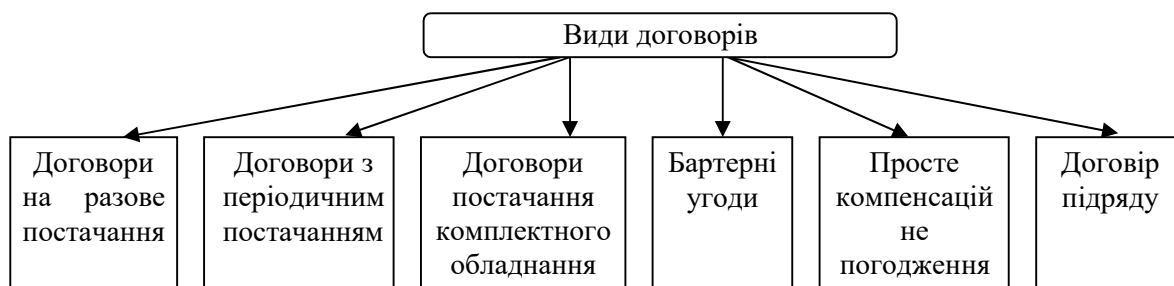 Види договорів
Договори
на разове
постачання
Договори з
періодичним
постачанням
Договори
постачання
комплектного
обладнання
Бартерні
угоди
Просте
компенсацій
не
погодження
Договір
підряду